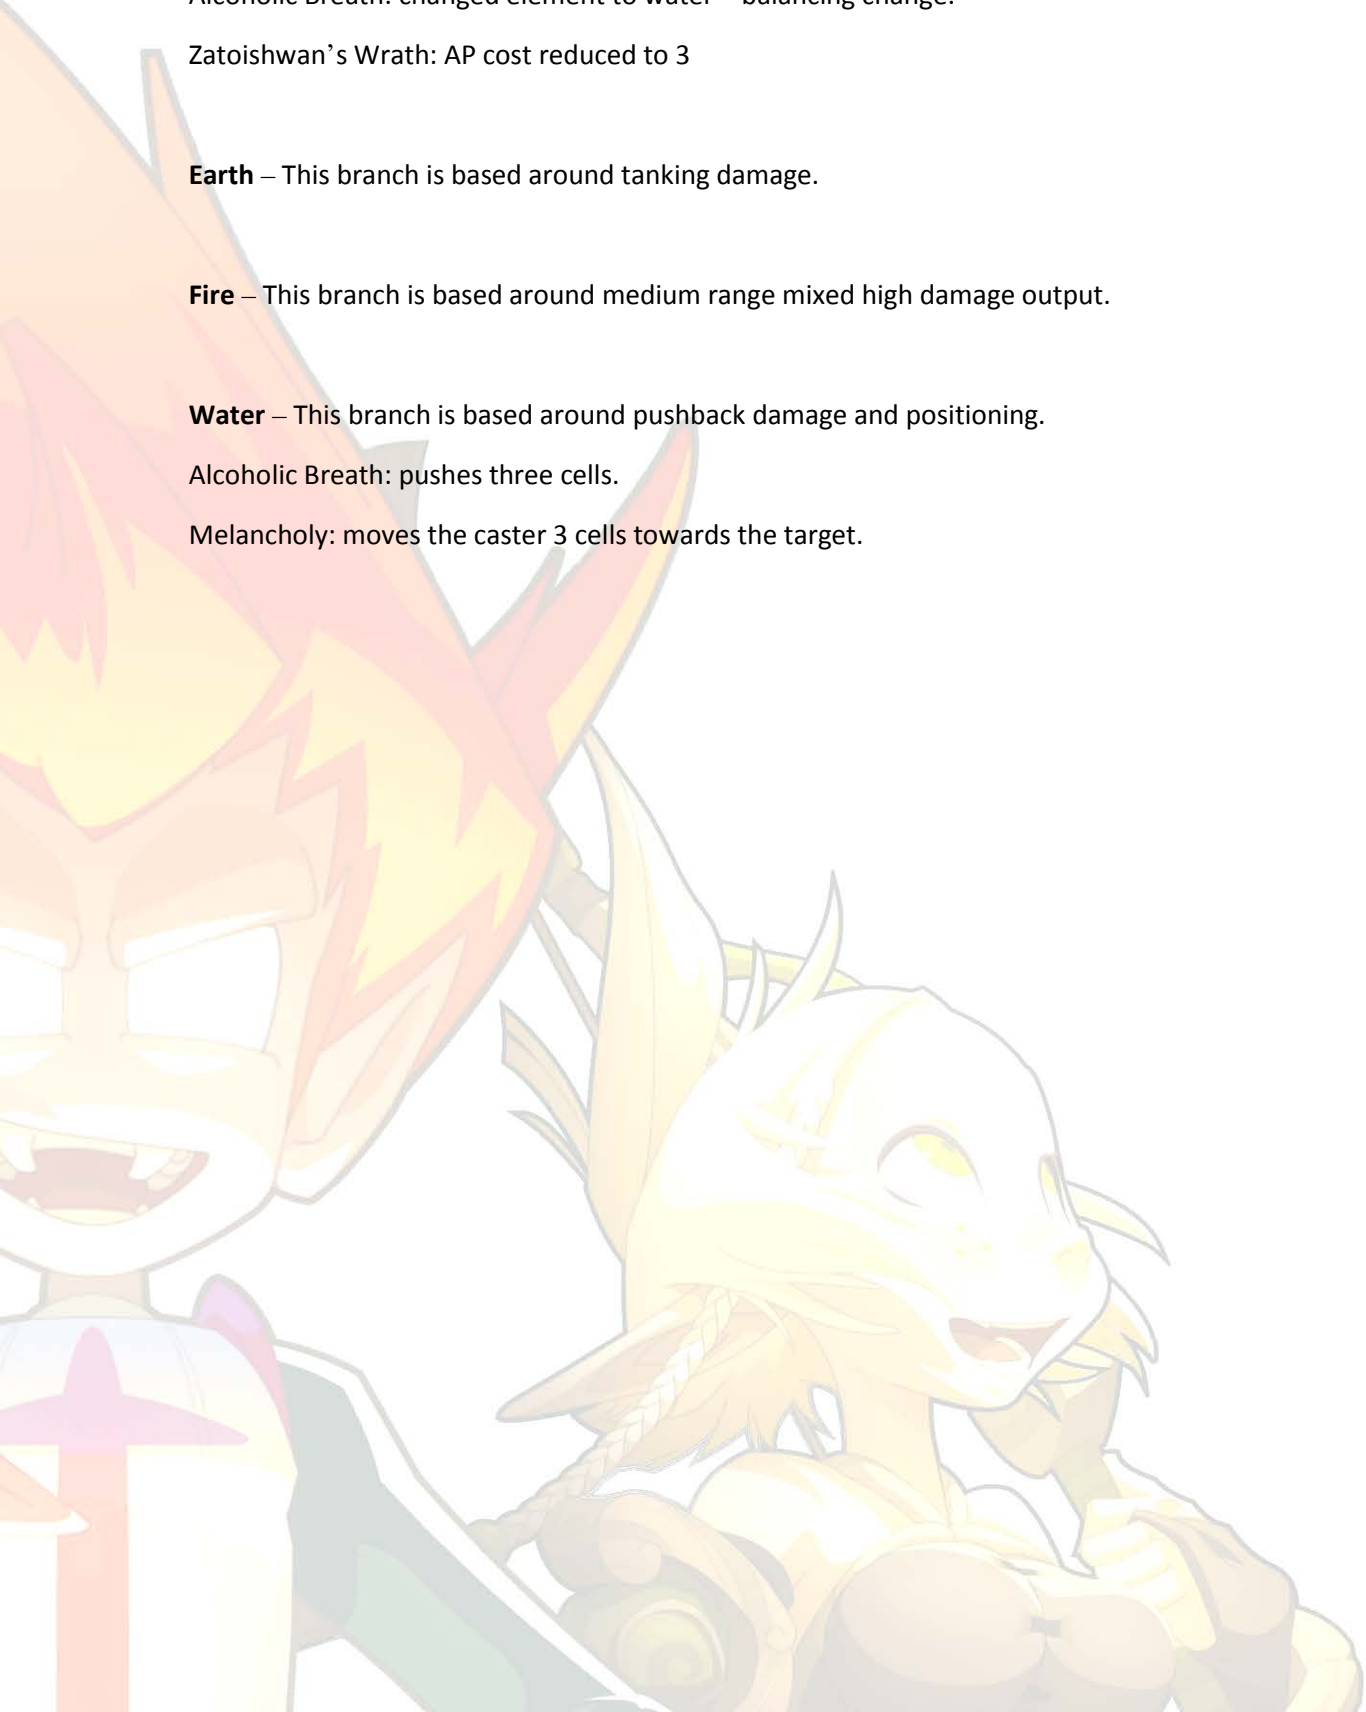 Alcoholic Breath: changed element to water – balancing change.
Zatoishwan’s Wrath: AP cost reduced to 3
Earth – This branch is based around tanking damage.
Fire – This branch is based around medium range mixed high damage output.
Water – This branch is based around pushback damage and positioning.
Alcoholic Breath: pushes three cells.
Melancholy: moves the caster 3 cells towards the target.